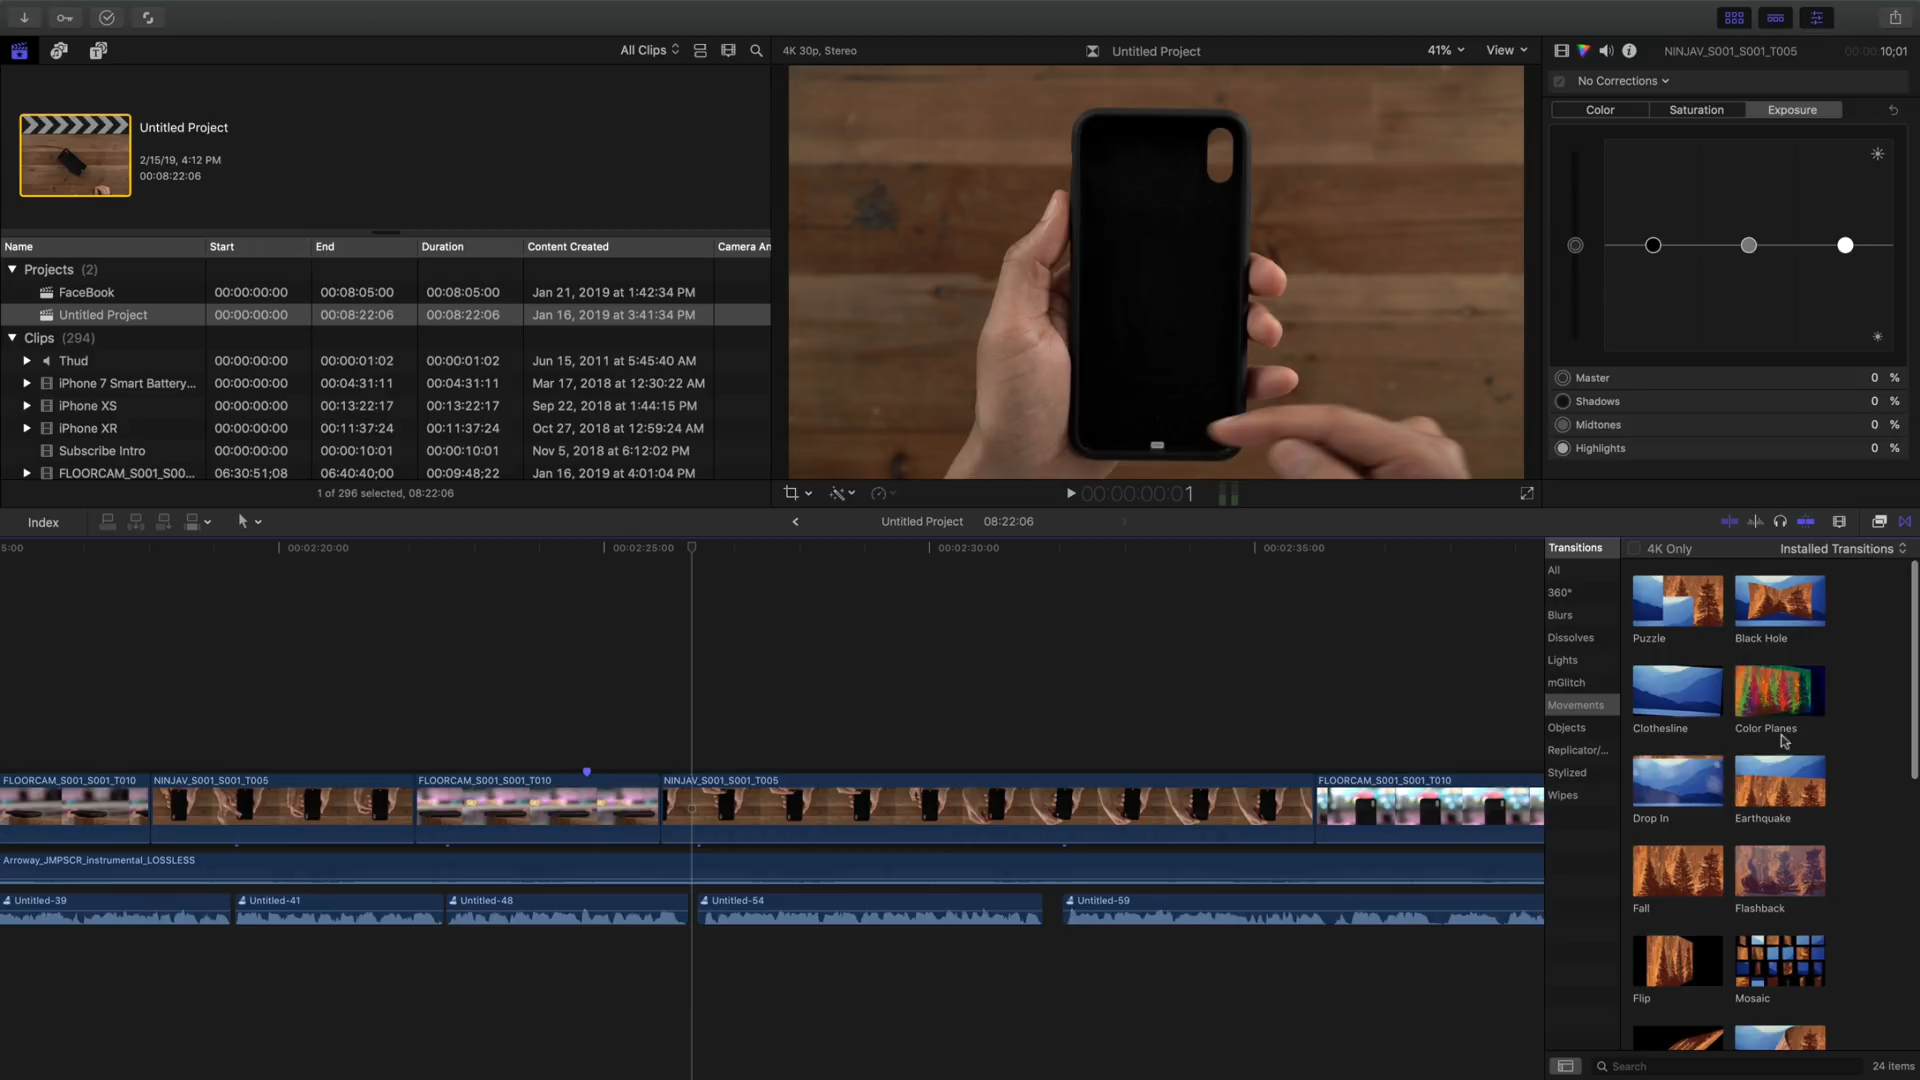 All Clips
4K 30p, Stereo
Untitled Project
41%
View
NINJAV_S001_S001_T005
00:00:00:10;01
No Corrections
Color
Saturation
Exposure
Untitled Project
2/15/19, 4:12 PM
00:08:22:06
Name
Start
End
Duration
Content Created
Camera An
Projects (2)
FaceBook 00:00:00:00 00:08:05:00 00:08:05:00 Jan 21, 2019 at 1:42:34 PM
Untitled Project 00:00:00:00 00:08:22:06 00:08:22:06 Jan 16, 2019 at 3:41:34 PM
Clips (294)
Thud 00:00:00:00 00:00:01:02 00:00:01:02 Jun 15, 2011 at 5:45:40 AM
iPhone 7 Smart Battery... 00:00:00:00 00:04:31:11 00:04:31:11 Mar 17, 2018 at 12:30:22 AM
iPhone XS 00:00:00:00 00:13:22:17 00:13:22:17 Sep 22, 2018 at 1:44:15 PM
iPhone XR 00:00:00:00 00:11:37:24 00:11:37:24 Oct 27, 2018 at 12:59:24 AM
Subscribe Intro 00:00:00:00 00:00:10:01 00:00:10:01 Nov 5, 2018 at 6:12:02 PM
FLOORCAM_S001_S00... 06:30:51;08 06:40:40;00 00:09:48;22 Jan 16, 2019 at 4:01:04 PM
1 of 296 selected, 08:22:06
Master 0 %
Shadows 0 %
Midtones 0 %
Highlights 0 %
00:00:00:01
Index
Untitled Project 08:22:06
5:00
00:02:20:00
00:02:25:00
00:02:30:00
00:02:35:00
FLOORCAM_S001_S001_T010
NINJAV_S001_S001_T005
FLOORCAM_S001_S001_T010
NINJAV_S001_S001_T005
FLOORCAM_S001_S001_T010
Arroway_JMPSCR_instrumental_LOSSLESS
Untitled-39
Untitled-41
Untitled-48
Untitled-54
Untitled-59
Transitions
4K Only
Installed Transitions
All
360°
Blurs
Dissolves
Lights
mGlitch
Movements
Objects
Replicator/...
Stylized
Wipes
Puzzle
Black Hole
Clothesline
Color Planes
Drop In
Earthquake
Fall
Flashback
Flip
Mosaic
Search
24 items